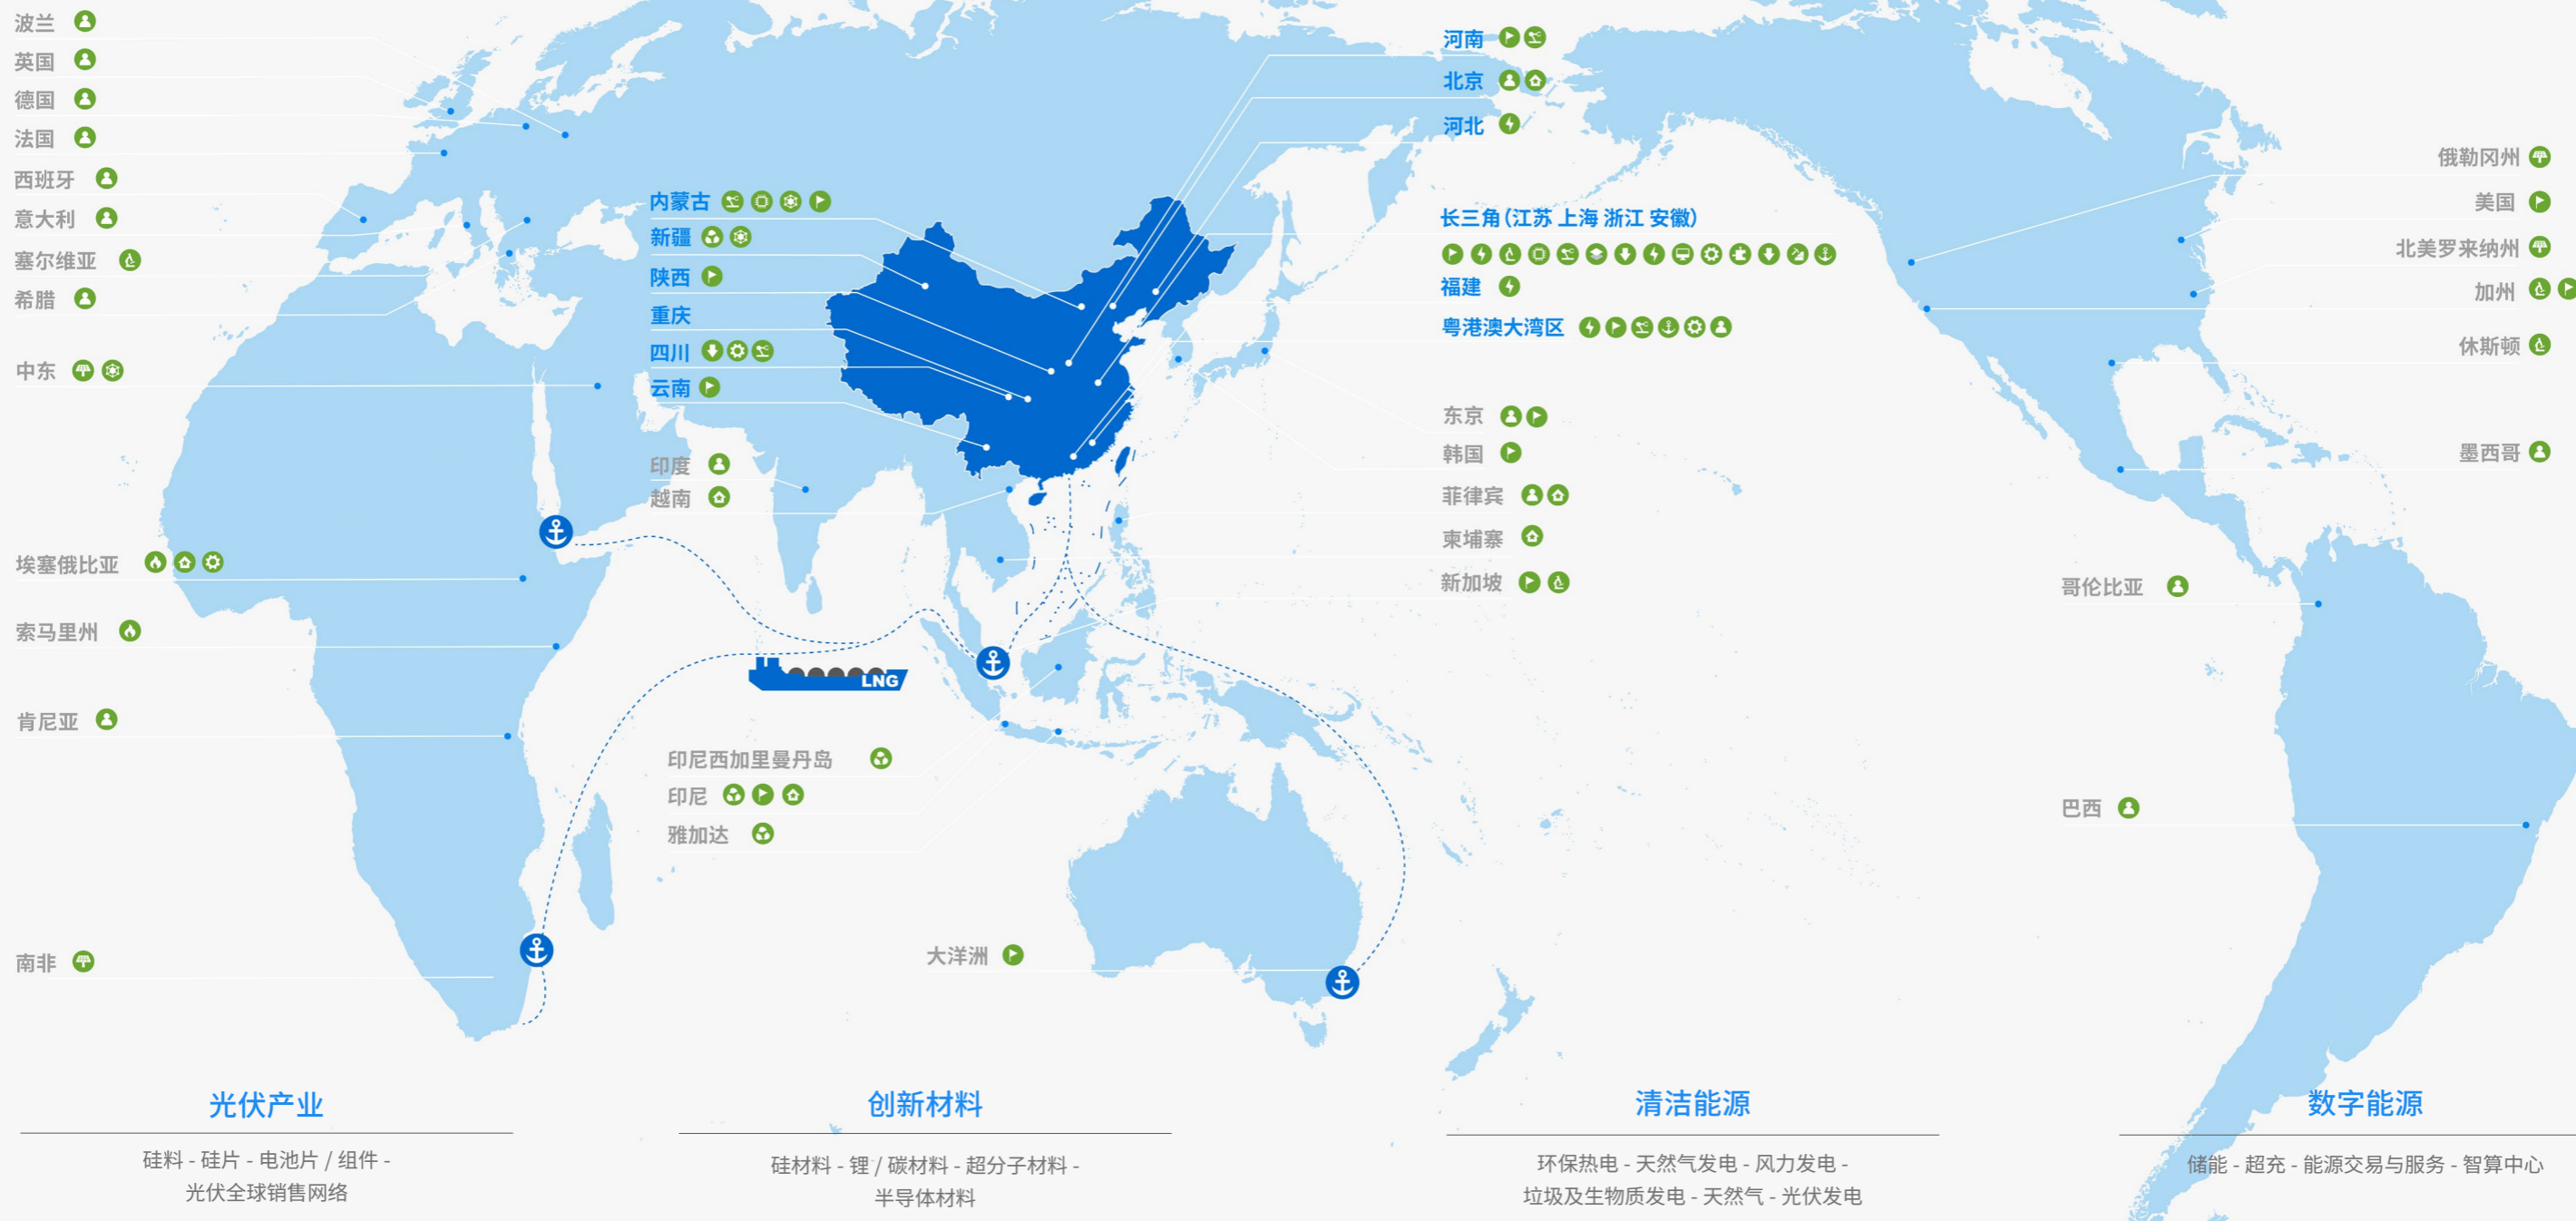 波兰
英国
德国
法国
西班牙
意大利
塞尔维亚
希腊
中东
埃塞俄比亚
索马里州
肯尼亚
南非
内蒙古
新疆
陕西
重庆
四川
云南
印度
越南
LNG
印尼西加里曼丹岛
印尼
雅加达
大洋洲
河南
北京
河北
长三角(江苏 上海 浙江 安徽)
福建
粤港澳大湾区
东京
韩国
菲律宾
柬埔寨
新加坡
俄勒冈州
美国
北美罗来纳州
加州
休斯顿
墨西哥
哥伦比亚
巴西
光伏产业
硅料 - 硅片 - 电池片 / 组件 -
光伏全球销售网络
创新材料
硅材料 - 锂 / 碳材料 - 超分子材料 -
半导体材料
清洁能源
环保热电 - 天然气发电 - 风力发电 -
垃圾及生物质发电 - 天然气 - 光伏发电
数字能源
储能 - 超充 - 能源交易与服务 - 智算中心